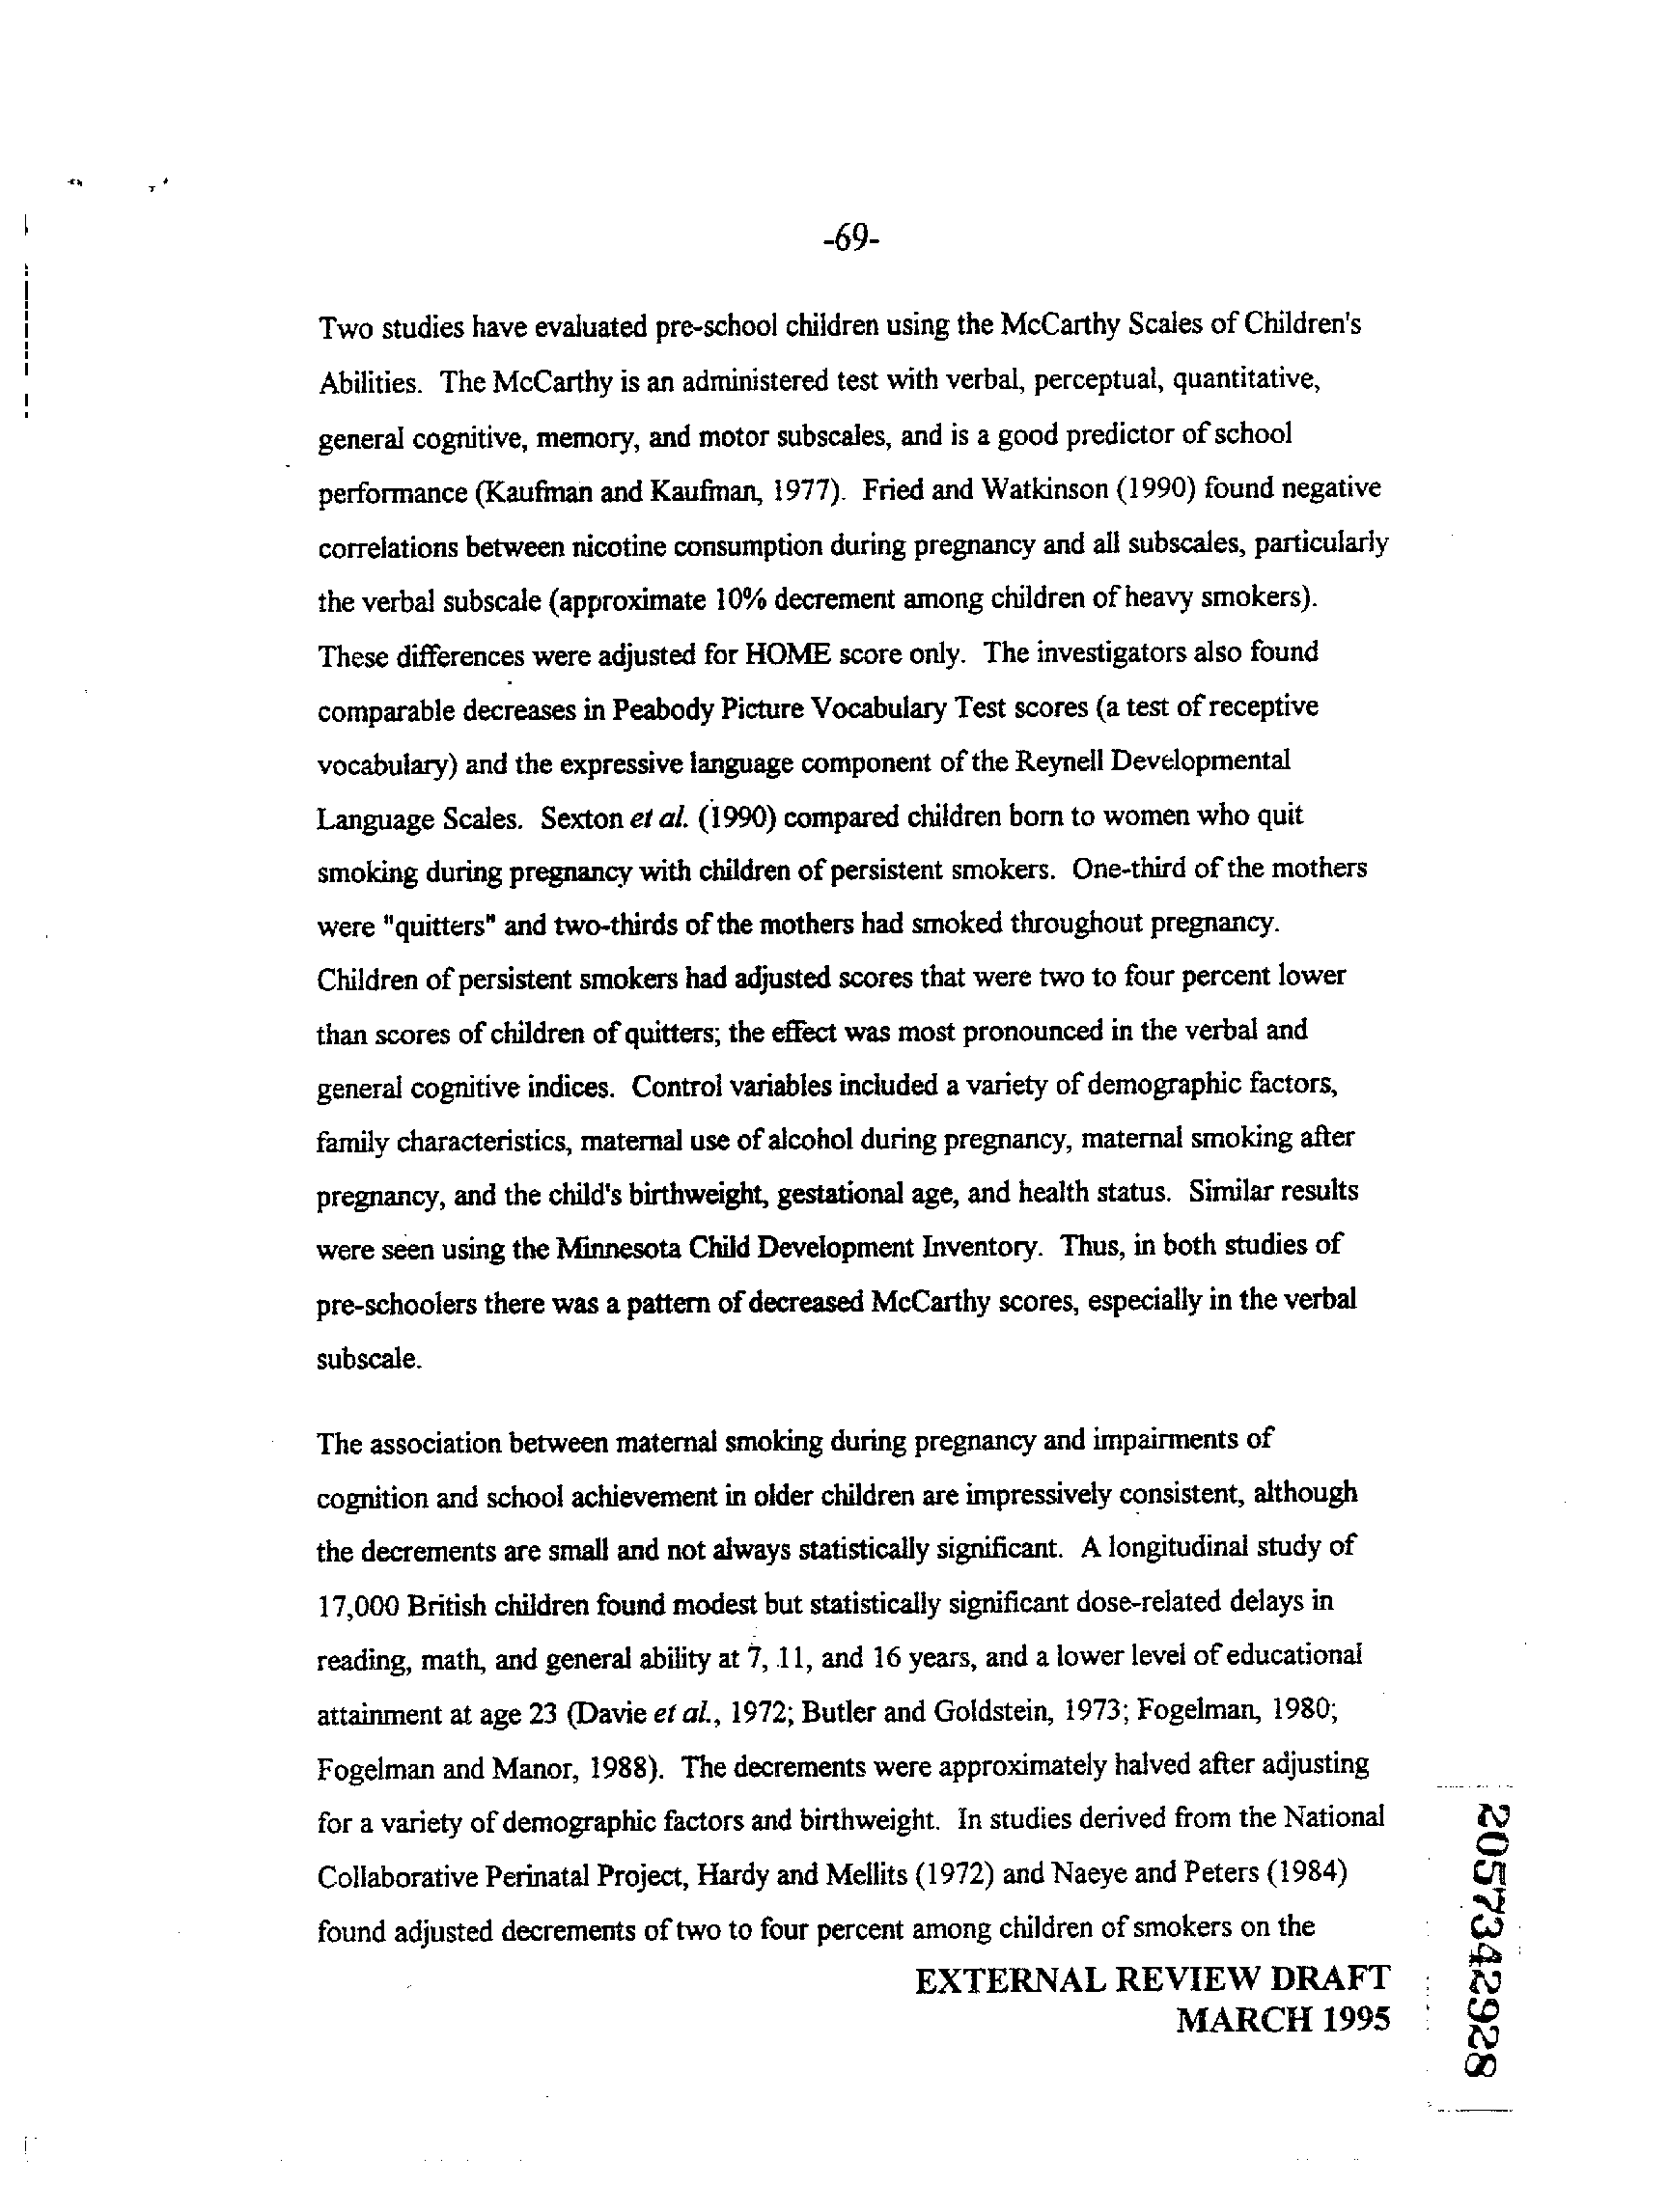 -69-
Two studies have evaluated pre-school children using the McCarthy Scales of Children's
Abilities. The McCarthy is an administered test with verbal, perceptual, quantitative,
general cognitive, memory, and motor subscales, and is a good predictor of school
performance (Kaufman and Kaufman, 1977). Fried and Watkinson (1990) found negative
correlations between nicotine consumption during pregnancy and all subscales, particularly
the verbal subscale (approximate 10% decrement among children of heavy smokers).
These differences were adjusted for HOME score only. The investigators also found
comparable decreases in Peabody Picture Vocabulary Test scores (a test of receptive
vocabulary) and the expressive language component of the Reynell Developmental
Language Scales. Sexton et al. (1990) compared children born to women who quit
smoking during pregnancy with children of persistent smokers. One-third of the mothers
were "quitters" and two-thirds of the mothers had smoked throughout pregnancy.
Children of persistent smokers had adjusted scores that were two to four percent lower
than scores of children of quitters; the effect was most pronounced in the verbal and
general cognitive indices. Control variables included a variety of demographic factors,
family characteristics, maternal use of alcohol during pregnancy, maternal smoking after
pregnancy, and the child's birthweight, gestational age, and health status. Similar results
were seen using the Minnesota Child Development Inventory. Thus, in both studies of
pre-schoolers there was a pattern of decreased McCarthy scores, especially in the verbal
subscale.
The association between maternal smoking during pregnancy and impairments of
cognition and school achievement in older children are impressively consistent, although
the decrements are small and not always statistically significant. A longitudinal study of
17,000 British children found modest but statistically significant dose-related delays in
reading, math, and general ability at 7, 11, and 16 years, and a lower level of educational
attainment at age 23 (Davie et al., 1972; Butler and Goldstein, 1973; Fogelman, 1980;
Fogelman and Manor, 1988). The decrements were approximately halved after adjusting
for a variety of demographic factors and birthweight. In studies derived from the National
Collaborative Perinatal Project, Hardy and Mellits (1972) and Naeye and Peters (1984)
found adjusted decrements of two to four percent among children of smokers on the
EXTERNAL REVIEW DRAFT
MARCH 1995
2057342928